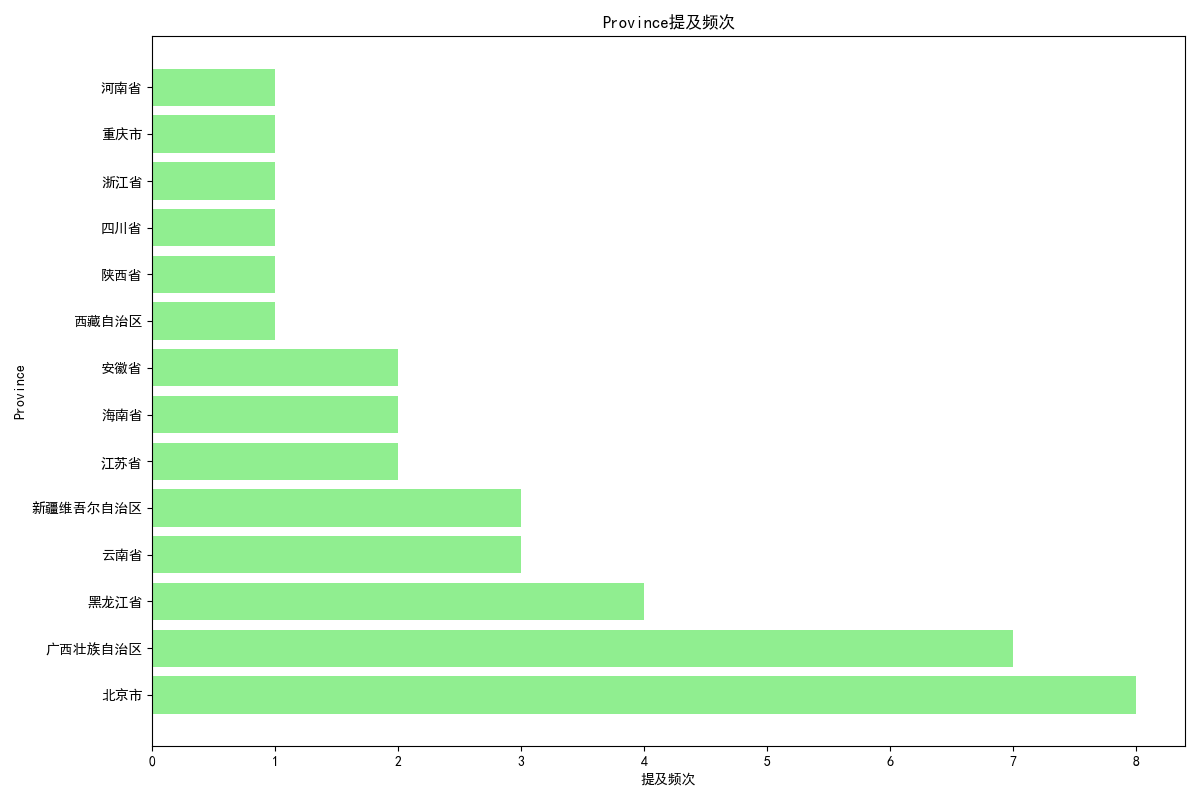 Province提及频次
河南省
重庆市
浙江省
四川省
陕西省
西藏自治区
安徽省
海南省
江苏省
新疆维吾尔自治区
云南省
黑龙江省
广西壮族自治区
北京市
Province
0 1 2 3 4 5 6 7 8
提及频次